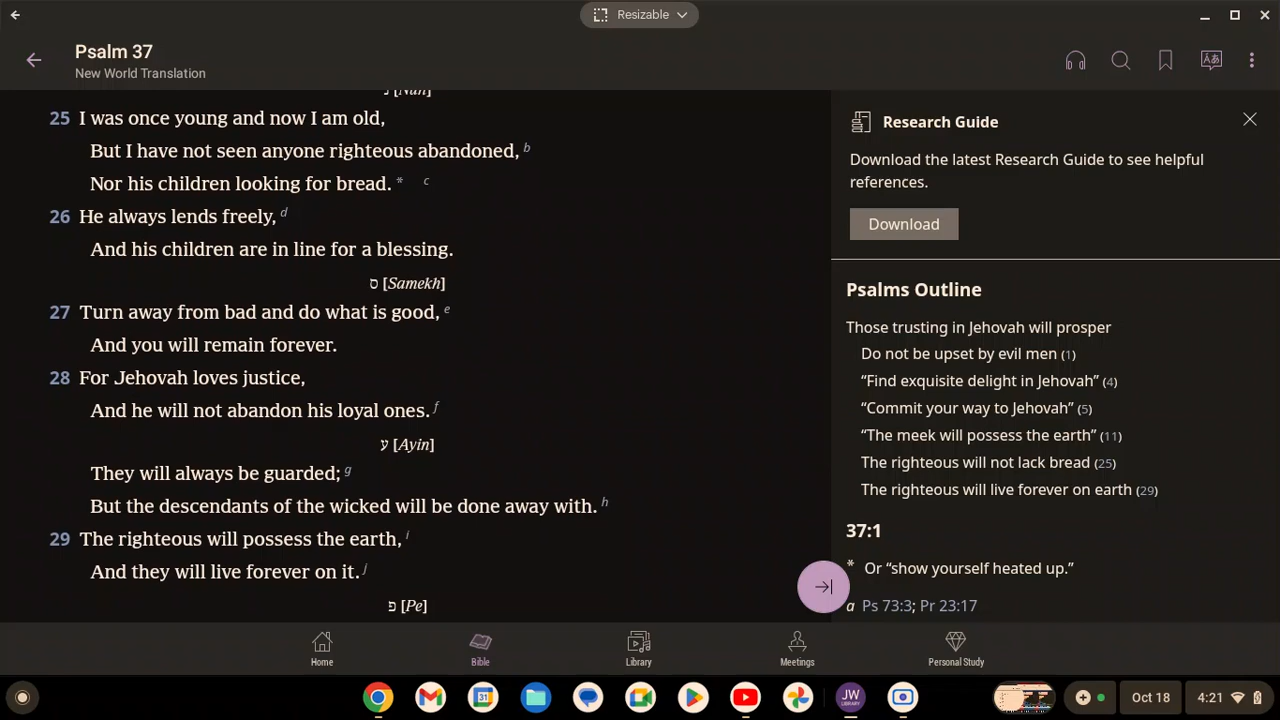 Resizable
Psalm 37
New World Translation
נ [Nun]
25 I was once young and now I am old,
But I have not seen anyone righteous abandoned, b
Nor his children looking for bread. * c
26 He always lends freely, d
And his children are in line for a blessing.
ס [Samekh]
27 Turn away from bad and do what is good, e
And you will remain forever.
28 For Jehovah loves justice,
And he will not abandon his loyal ones. f
ע [Ayin]
They will always be guarded; g
But the descendants of the wicked will be done away with. h
29 The righteous will possess the earth, i
And they will live forever on it. j
פ [Pe]
Research Guide
Download the latest Research Guide to see helpful
references.
Download
Psalms Outline
Those trusting in Jehovah will prosper
Do not be upset by evil men (1)
“Find exquisite delight in Jehovah” (4)
“Commit your way to Jehovah” (5)
“The meek will possess the earth” (11)
The righteous will not lack bread (25)
The righteous will live forever on earth (29)
37:1
* Or “show yourself heated up.”
a Ps 73:3; Pr 23:17
Home
Bible
Library
Meetings
Personal Study
31
JW
LIBRARY
Oct 18
4:21